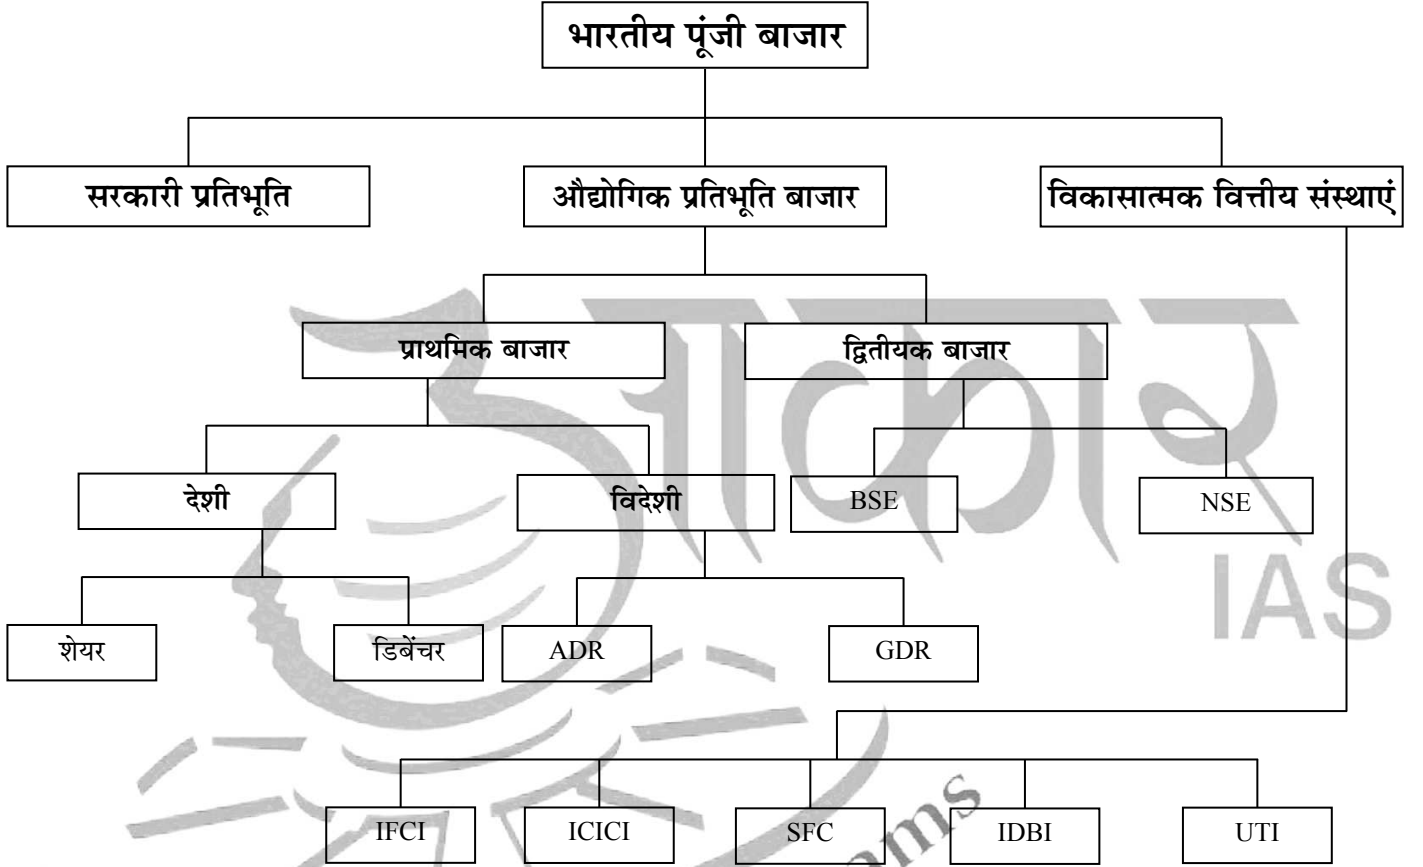 भारतीय पूंजी बाजार
सरकारी प्रतिभूति
औद्योगिक प्रतिभूति बाजार
विकासात्मक वित्तीय संस्थाएं
प्राथमिक बाजार
द्वितीयक बाजार
देशी
विदेशी
BSE
NSE
शेयर
डिबेंचर
ADR
GDR
IFCI
ICICI
SFC
IDBI
UTI
आकार
IAS